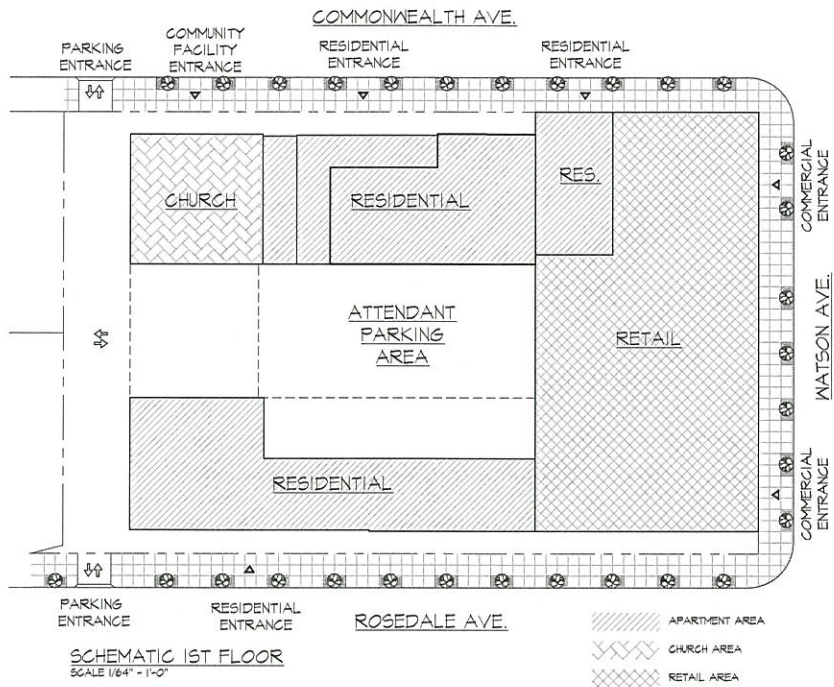 COMMONWEALTH AVE.
PARKING
ENTRANCE
COMMUNITY
FACILITY
ENTRANCE
RESIDENTIAL
ENTRANCE
RESIDENTIAL
ENTRANCE
CHURCH
RESIDENTIAL
RES.
COMMERCIAL
ENTRANCE
ATTENDANT
PARKING
AREA
RETAIL
WATSON AVE.
RESIDENTIAL
COMMERCIAL
ENTRANCE
PARKING
ENTRANCE
RESIDENTIAL
ENTRANCE
ROSEDALE AVE.
APARTMENT AREA
CHURCH AREA
RETAIL AREA
SCHEMATIC 1ST FLOOR
SCALE 1/64" - 1'-0"